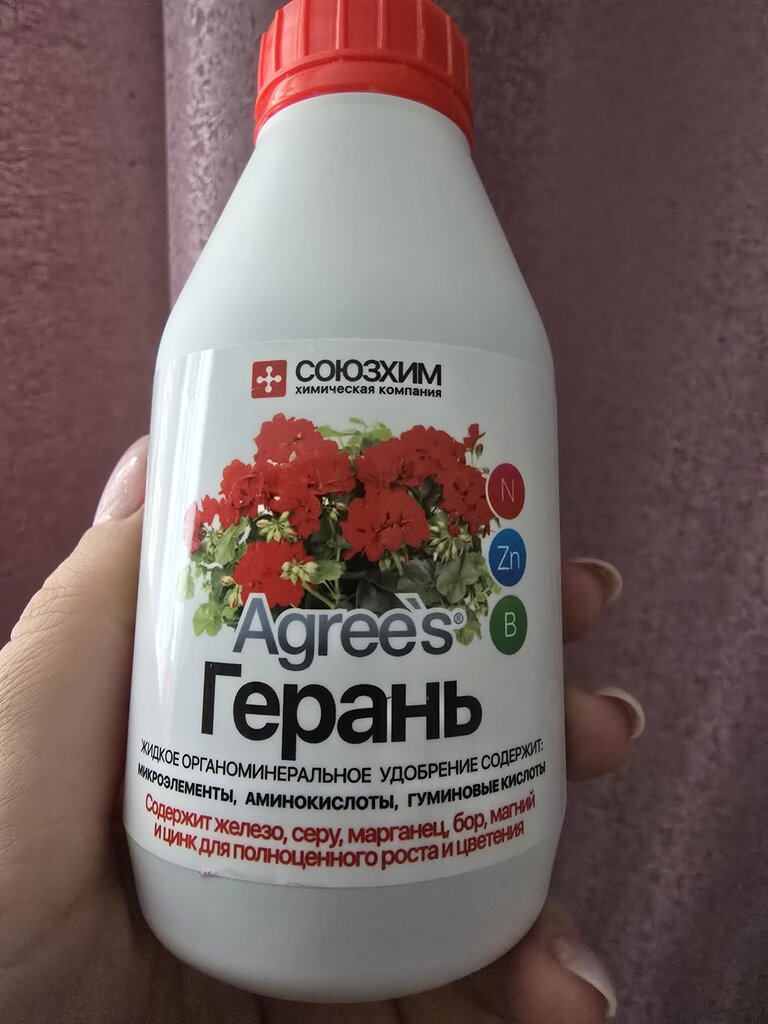 СОЮЗХИМ
химическая компания
N
Zn
B
Agreè's®
Герань
ЖИДКОЕ ОРГАНОМИНЕРАЛЬНОЕ УДОБРЕНИЕ СОДЕРЖИТ:
МИКРОЭЛЕМЕНТЫ, АМИНОКИСЛОТЫ, ГУМИНОВЫЕ КИСЛОТЫ
Содержит железо, серу, марганец, бор, магний
и цинк для полноценного роста и цветения